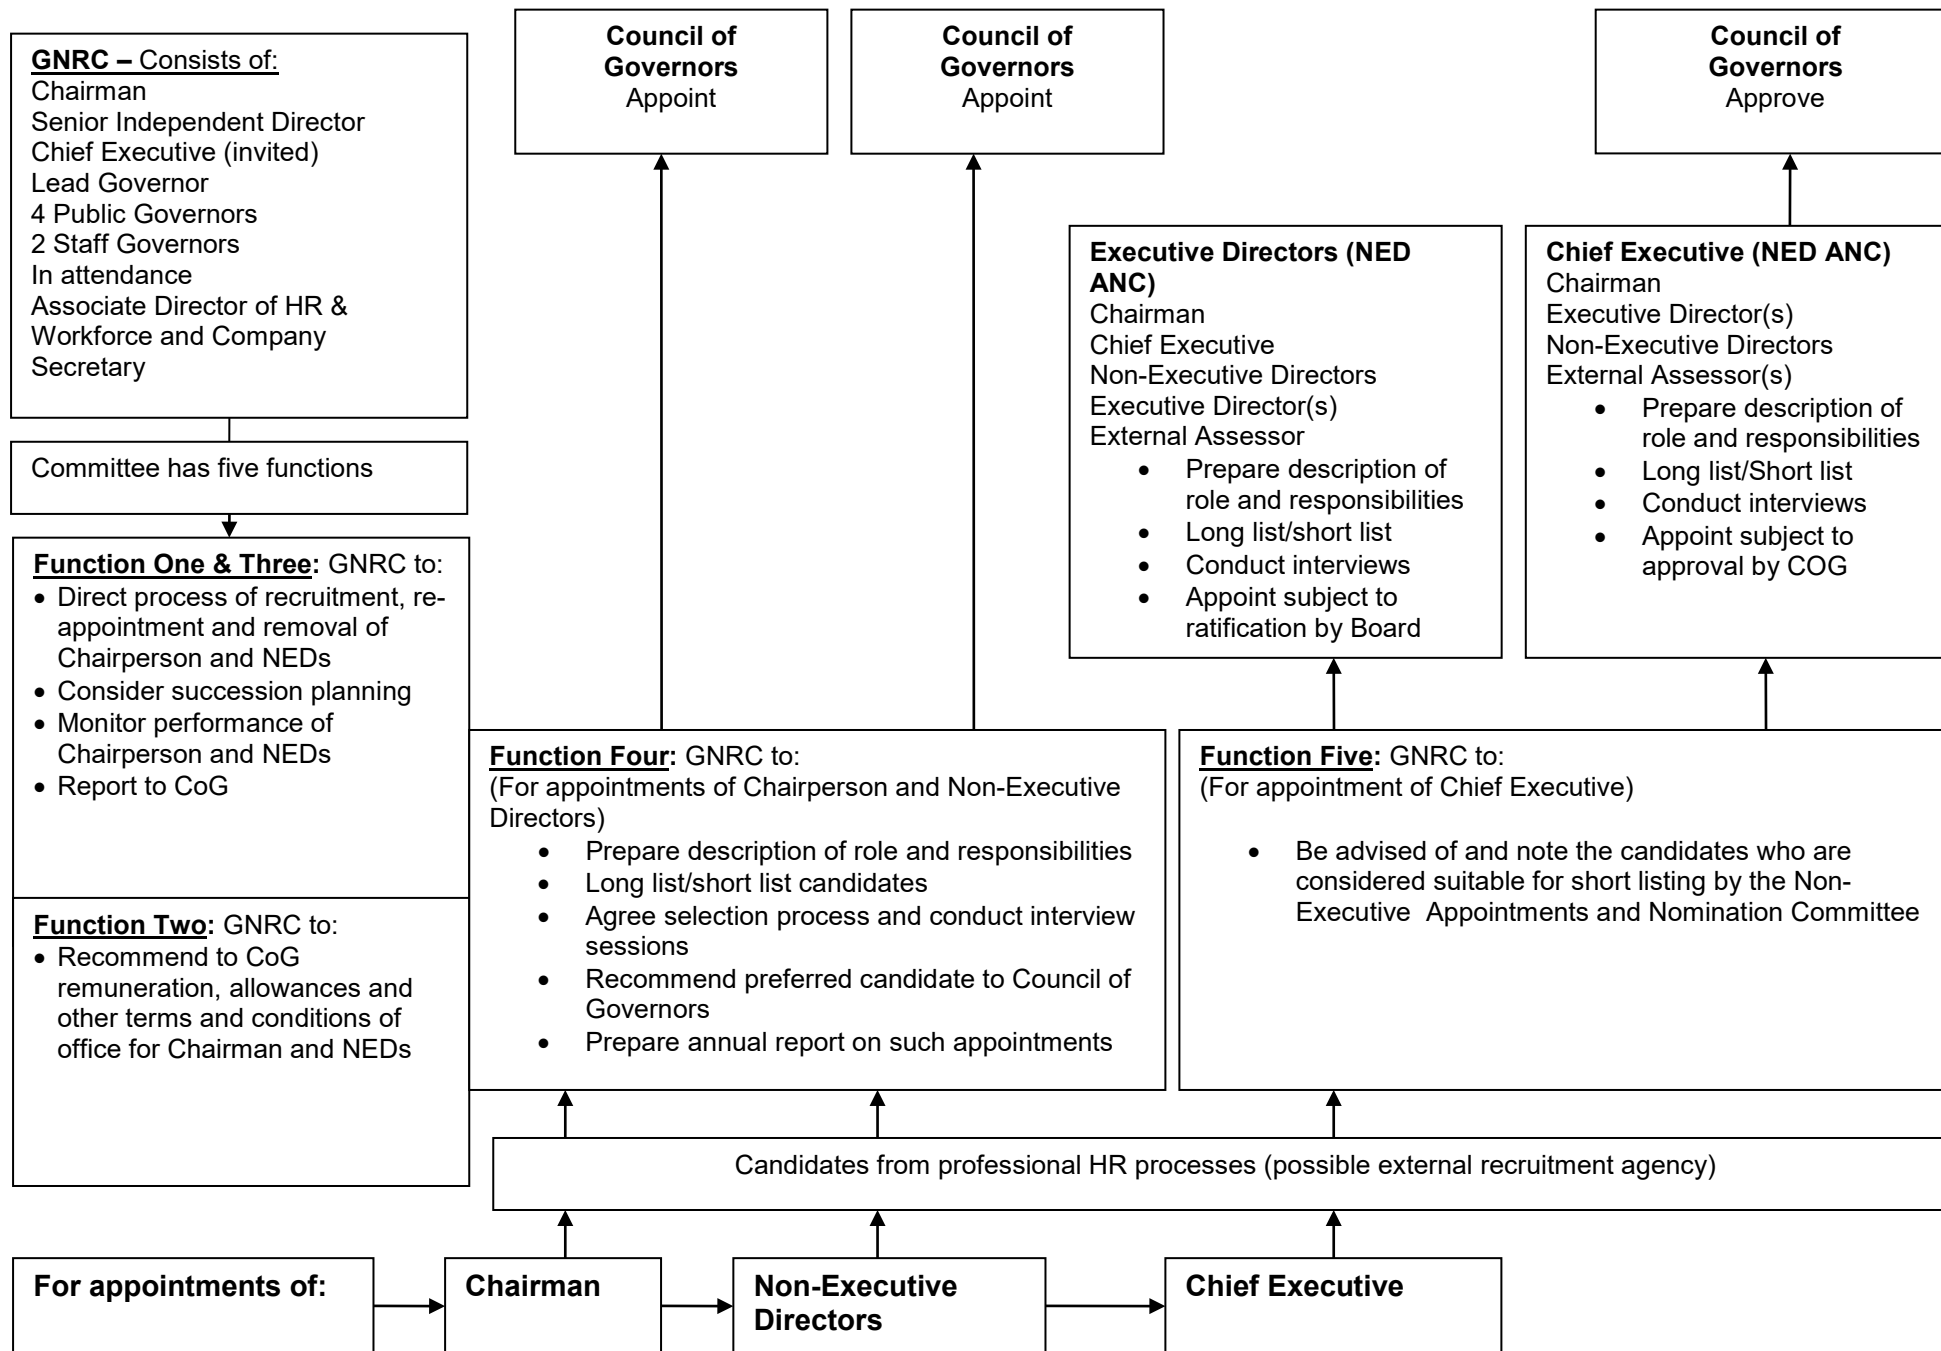 GNRC – Consists of:
Chairman
Senior Independent Director
Chief Executive (invited)
Lead Governor
4 Public Governors
2 Staff Governors
In attendance
Associate Director of HR &
Workforce and Company
Secretary
Committee has five functions
Function One & Three: GNRC to:
• Direct process of recruitment, re-
appointment and removal of
Chairperson and NEDs
• Consider succession planning
• Monitor performance of
Chairperson and NEDs
• Report to CoG
Function Two: GNRC to:
• Recommend to CoG
remuneration, allowances and
other terms and conditions of
office for Chairman and NEDs
Council of
Governors
Appoint
Council of
Governors
Appoint
Council of
Governors
Approve
Executive Directors (NED
ANC)
Chairman
Chief Executive
Non-Executive Directors
Executive Director(s)
External Assessor
• Prepare description of
role and responsibilities
• Long list/short list
• Conduct interviews
• Appoint subject to
ratification by Board
Chief Executive (NED ANC)
Chairman
Executive Director(s)
Non-Executive Directors
External Assessor(s)
• Prepare description of
role and responsibilities
• Long list/Short list
• Conduct interviews
• Appoint subject to
approval by COG
Function Four: GNRC to:
(For appointments of Chairperson and Non-Executive
Directors)
• Prepare description of role and responsibilities
• Long list/short list candidates
• Agree selection process and conduct interview
sessions
• Recommend preferred candidate to Council of
Governors
• Prepare annual report on such appointments
Function Five: GNRC to:
(For appointment of Chief Executive)
• Be advised of and note the candidates who are
considered suitable for short listing by the Non-
Executive Appointments and Nomination Committee
Candidates from professional HR processes (possible external recruitment agency)
For appointments of:
Chairman
Non-Executive
Directors
Chief Executive